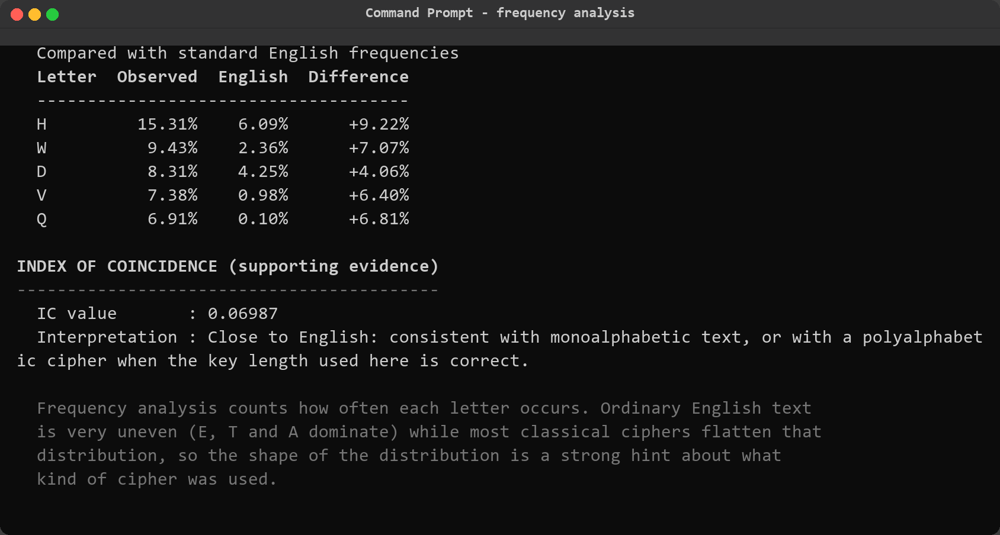 Command Prompt - frequency analysis
Compared with standard English frequencies
Letter  Observed  English  Difference
-------------------------------------
H         15.31%    6.09%      +9.22%
W          9.43%    2.36%      +7.07%
D          8.31%    4.25%      +4.06%
V          7.38%    0.98%      +6.40%
Q          6.91%    0.10%      +6.81%
INDEX OF COINCIDENCE (supporting evidence)
------------------------------------------
IC value       : 0.06987
Interpretation : Close to English: consistent with monoalphabetic text, or with a polyalphabet
ic cipher when the key length used here is correct.
Frequency analysis counts how often each letter occurs. Ordinary English text
is very uneven (E, T and A dominate) while most classical ciphers flatten that
distribution, so the shape of the distribution is a strong hint about what
kind of cipher was used.